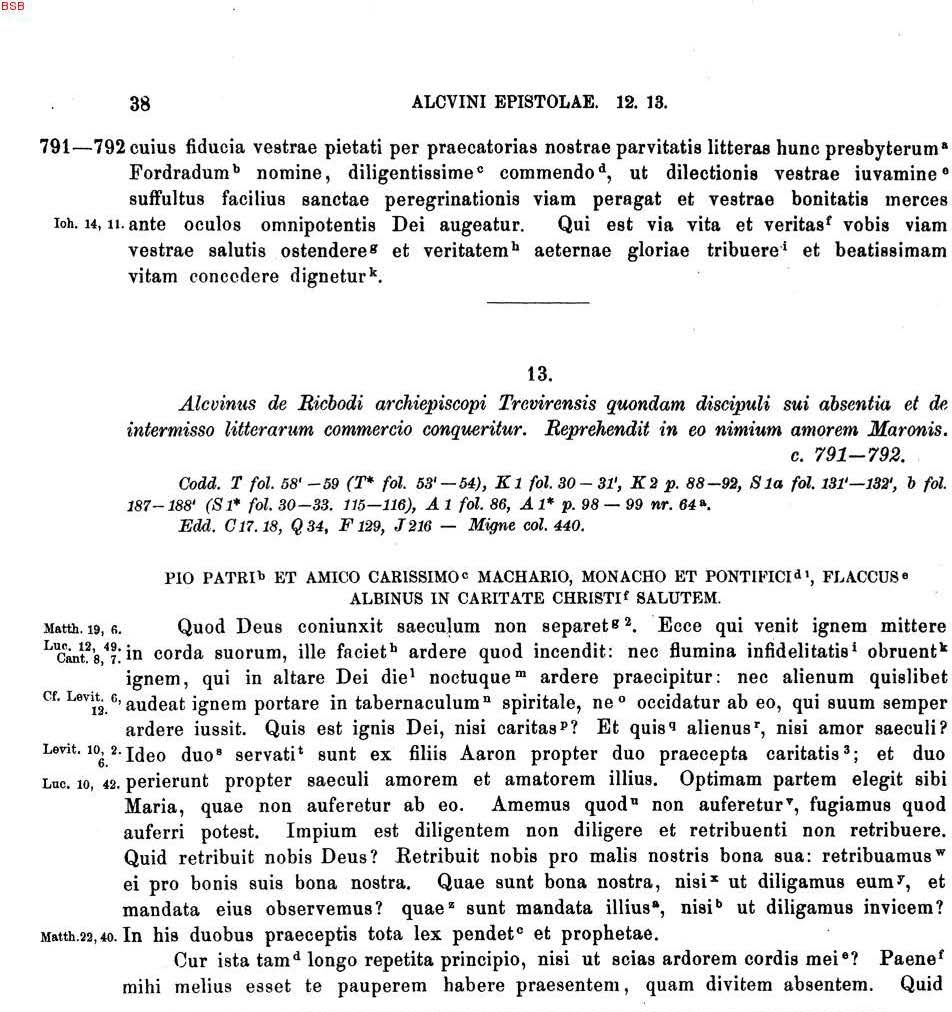 BSB
38 ALCVINI EPISTOLAE. 12. 13.
791—792 cuius fiducia vestrae pietati per praecatorias nostrae parvitatis litteras hunc presbyterum a
Fordradum b nomine, diligentissime c commendo d, ut dilectionis vestrae iuvamine e
suffultus facilius sanctae peregrinationis viam peragat et vestrae bonitatis merces
Ioh. 14, 11. ante oculos omnipotentis Dei augeatur. Qui est via vita et veritas f vobis viam
vestrae salutis ostendere g et veritatem h aeternae gloriae tribuere i et beatissimam
vitam concedere dignetur k.
13.
Alcvinus de Ricbodi archiepiscopi Trevirensis quondam discipuli sui absentia et de
intermisso litterarum commercio conqueritur. Reprehendit in eo nimium amorem Maronis.
c. 791—792.
Codd. T fol. 58' — 59 (T* fol. 53' — 54), K 1 fol. 30 — 31', K 2 p. 88—92, S 1a fol. 131'—132', b fol.
187—188' (S 1* fol. 30—33. 115—116), A 1 fol. 86, A 1* p. 98 — 99 nr. 64 a.
Edd. C 17. 18, Q 34, F 129, J 216 — Migne col. 440.
PIO PATRI b ET AMICO CARISSIMO c MACHARIO, MONACHO ET PONTIFICI d 1, FLACCUS e
ALBINUS IN CARITATE CHRISTI f SALUTEM.
Matth. 19, 6. Quod Deus coniunxit saeculum non separet g 2. Ecce qui venit ignem mittere
Luc. 12, 49. Cant. 8, 7. in corda suorum, ille faciet h ardere quod incendit: nec flumina infidelitatis i obruent k
ignem, qui in altare Dei die l noctuque m ardere praecipitur: nec alienum quislibet
Cf. Levit. 6, 12. audeat ignem portare in tabernaculum n spiritale, ne o occidatur ab eo, qui suum semper
ardere iussit. Quis est ignis Dei, nisi caritas p? Et quis q alienus r, nisi amor saeculi?
Levit. 10, 2. 6. Ideo duo s servati t sunt ex filiis Aaron propter duo praecepta caritatis 3; et duo
Luc. 10, 42. perierunt propter saeculi amorem et amatorem illius. Optimam partem elegit sibi
Maria, quae non auferetur ab eo. Amemus quod u non auferetur v, fugiamus quod
auferri potest. Impium est diligentem non diligere et retribuenti non retribuere.
Quid retribuit nobis Deus? Retribuit nobis pro malis nostris bona sua: retribuamus w
ei pro bonis suis bona nostra. Quae sunt bona nostra, nisi x ut diligamus eum y, et
mandata eius observemus? quae z sunt mandata illius a, nisi b ut diligamus invicem?
Matth. 22, 40. In his duobus praeceptis tota lex pendet c et prophetae.
Cur ista tam d longo repetita principio, nisi ut scias ardorem cordis mei e? Paene f
mihi melius esset te pauperem habere praesentem, quam divitem absentem. Quid